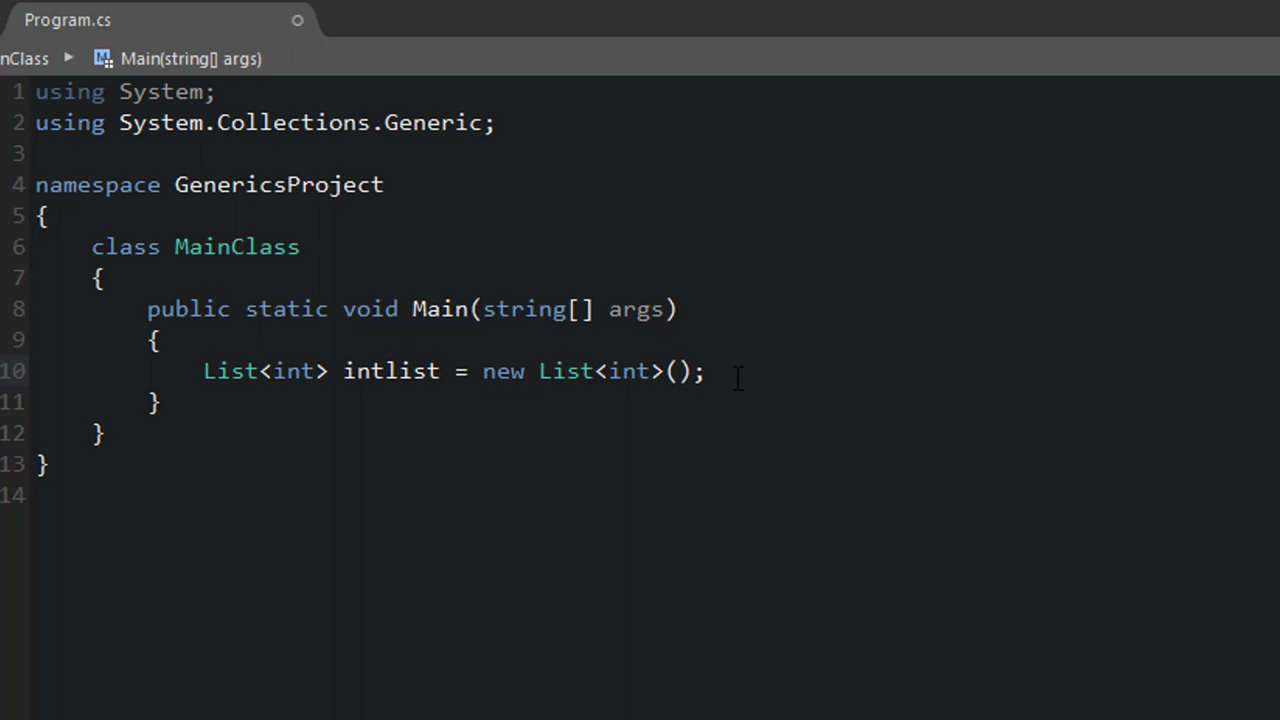 Program.cs
nClass Main(string[] args)
1 using System;
2 using System.Collections.Generic;
3
4 namespace GenericsProject
5 {
6 class MainClass
7 {
8 public static void Main(string[] args)
9 {
10 List<int> intlist = new List<int>();
11 }
12 }
13 }
14